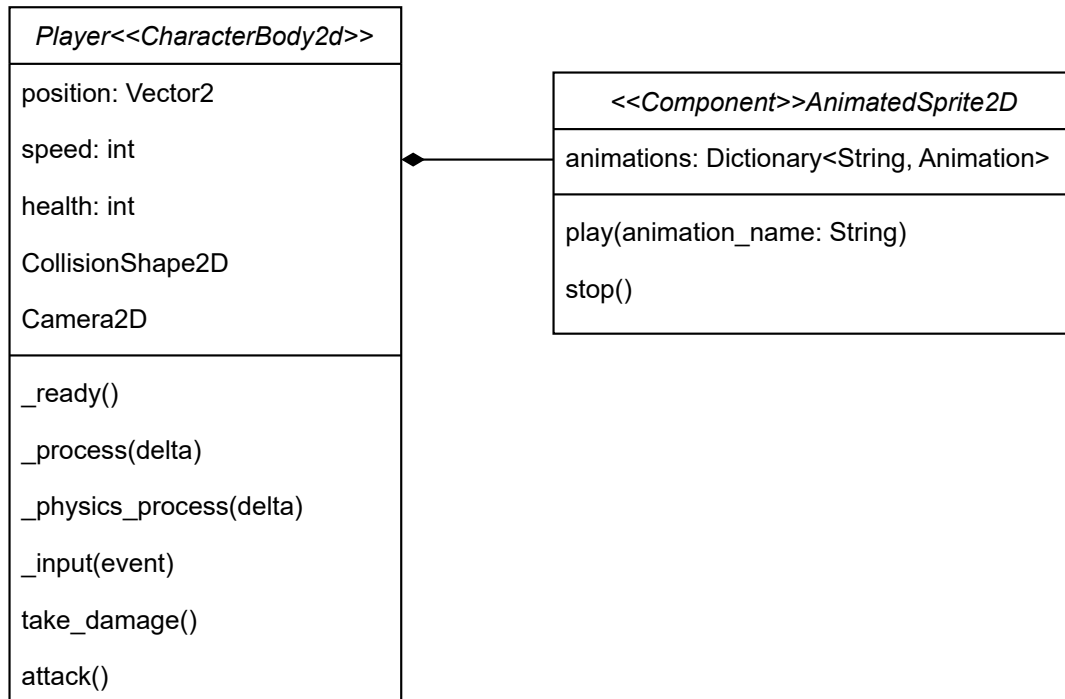 Player<<CharacterBody2d>>
position: Vector2
speed: int
health: int
CollisionShape2D
Camera2D
_ready()
_process(delta)
_physics_process(delta)
_input(event)
take_damage()
attack()
<<Component>>AnimatedSprite2D
animations: Dictionary<String, Animation>
play(animation_name: String)
stop()